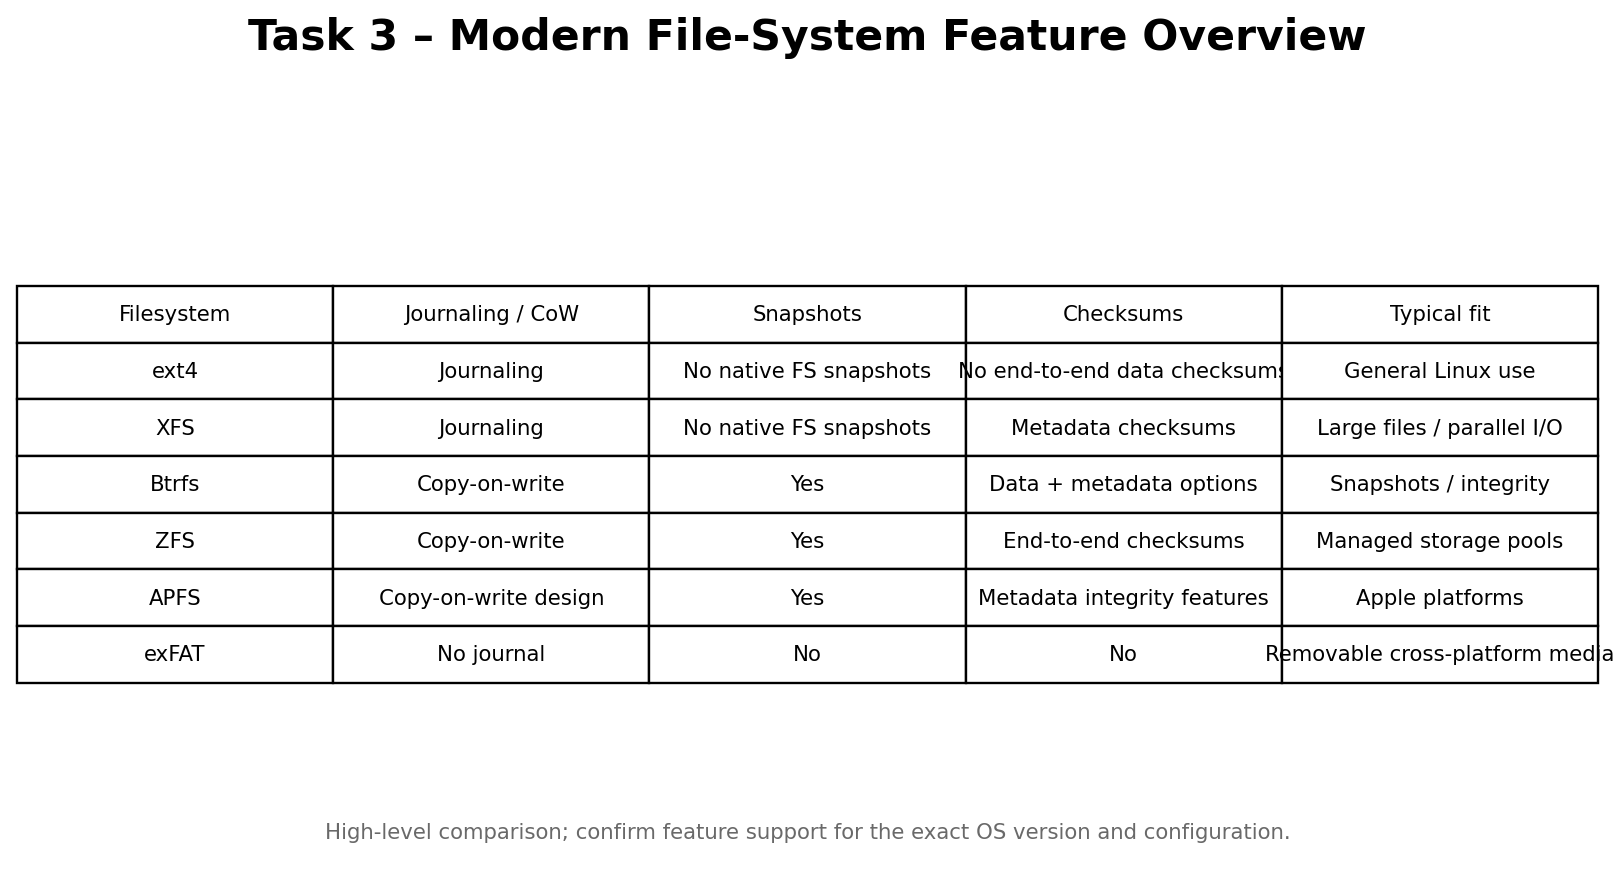 Task 3 – Modern File-System Feature Overview
Filesystem Journaling / CoW Snapshots Checksums Typical fit
ext4 Journaling No native FS snapshots No end-to-end data checksums General Linux use
XFS Journaling No native FS snapshots Metadata checksums Large files / parallel I/O
Btrfs Copy-on-write Yes Data + metadata options Snapshots / integrity
ZFS Copy-on-write Yes End-to-end checksums Managed storage pools
APFS Copy-on-write design Yes Metadata integrity features Apple platforms
exFAT No journal No No Removable cross-platform media
High-level comparison; confirm feature support for the exact OS version and configuration.